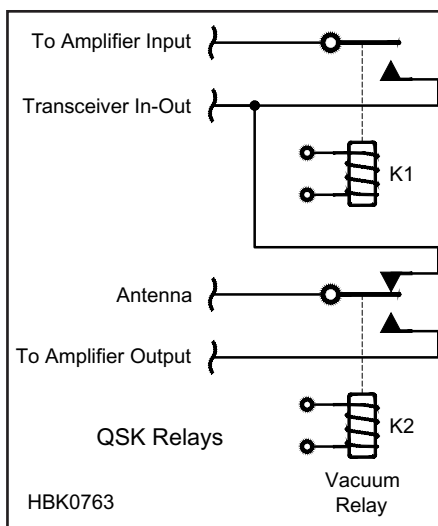 To Amplifier Input
Transceiver In-Out
K1
Antenna
To Amplifier Output
K2
QSK Relays
Vacuum
Relay
HBK0763